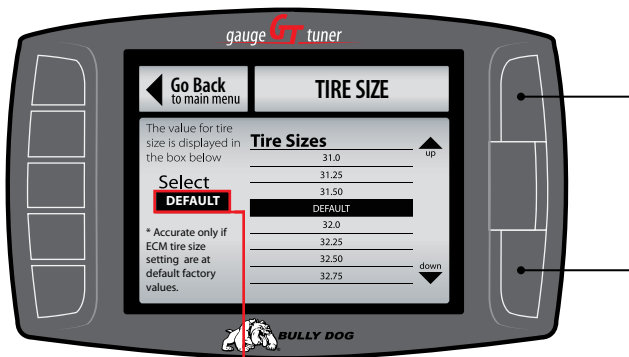 gauge GT tuner
Go Back
to main menu
TIRE SIZE
The value for tire
size is displayed in
the box below
Select
DEFAULT
* Accurate only if
ECM tire size
setting are at
default factory
values.
Tire Sizes
31.0
31.25
31.50
DEFAULT
32.0
32.25
32.50
32.75
up
down
BULLY DOG